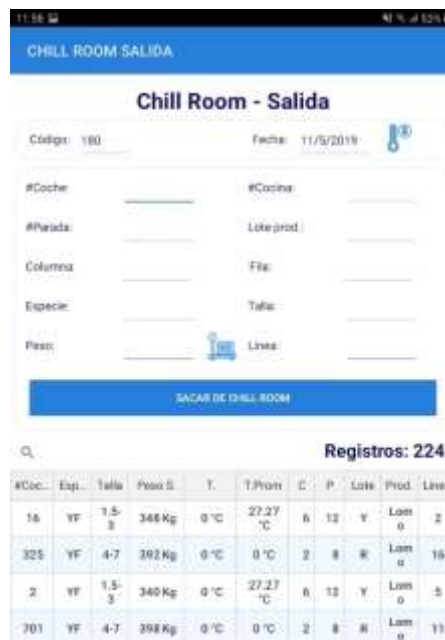 11:56
CHILL ROOM SALIDA
Chill Room - Salida
Código: 180 Fecha: 11/5/2019
#Coche: #Cocina:
#Parada: Lote prod.:
Columna: Fila:
Especie: Talla:
Peso: Linea:
SACAR DE CHILL ROOM
Registros: 224
#Coc... Esp... Talla Peso S. T. T.Prom C P Lote Prod. Line
16 YF 1.5-3 348 Kg 0 °C 27.27 °C 6 12 Y Lomo 2
325 YF 4-7 392 Kg 0 °C 0 °C 2 8 R Lomo 16
2 YF 1.5-3 340 Kg 0 °C 27.27 °C 6 12 Y Lomo 5
701 YF 4-7 398 Kg 0 °C 0 °C 2 8 R Lomo 11